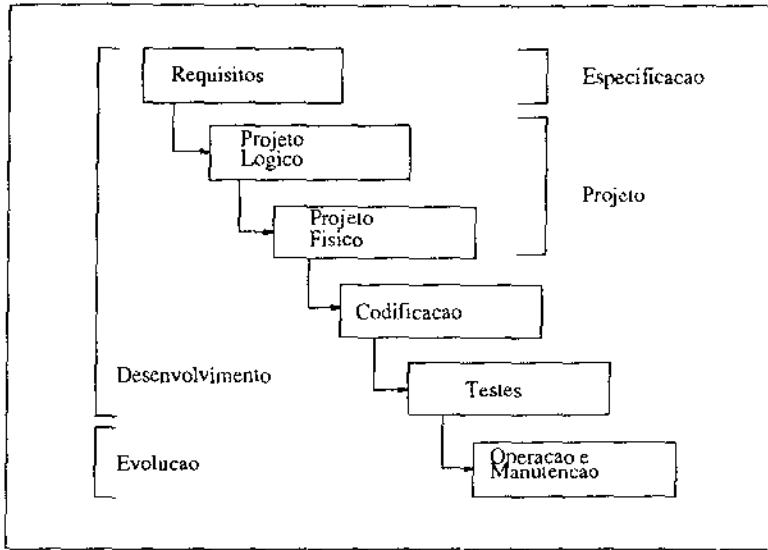 Requisitos
Especificacao
Projeto
Logico
Projeto
Projeto
Fisico
Codificacao
Desenvolvimento
Testes
Evolucao
Operacao e
Manutencao